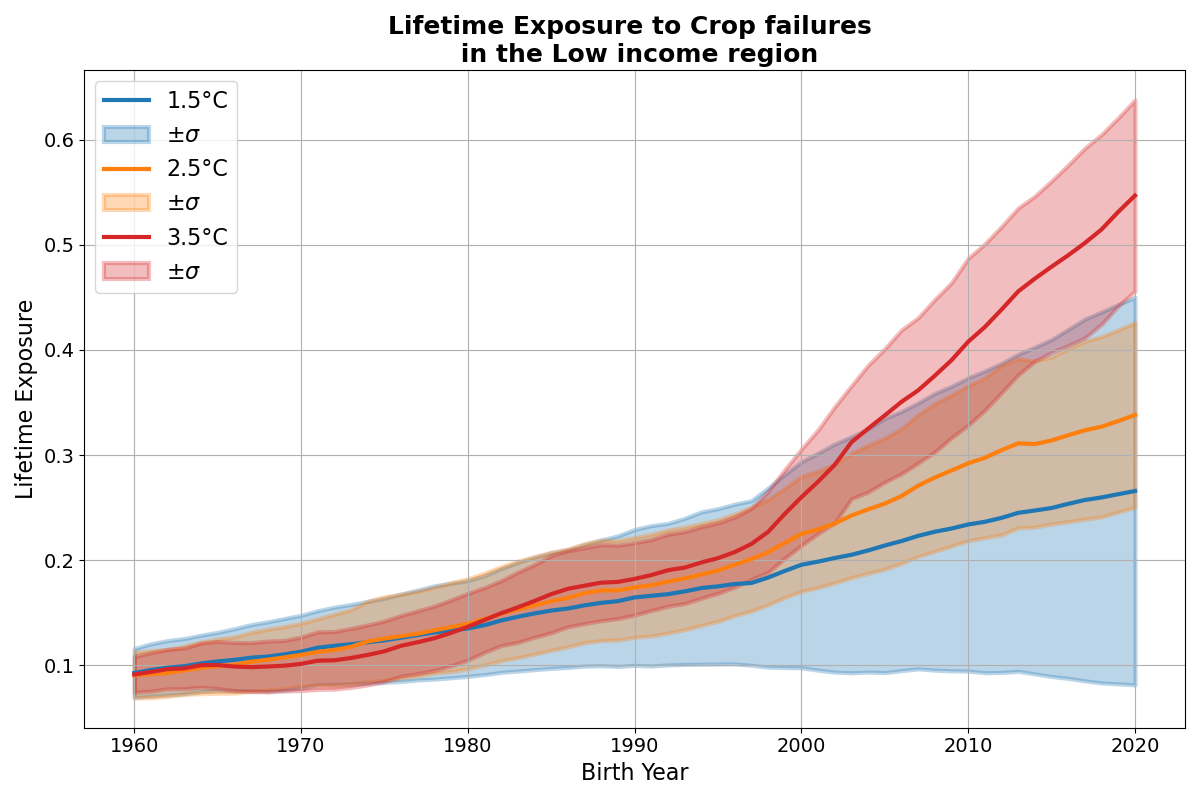 Lifetime Exposure to Crop failures
in the Low income region
1.5°C
±σ
2.5°C
±σ
3.5°C
±σ
Lifetime Exposure
0.6
0.5
0.4
0.3
0.2
0.1
1960 1970 1980 1990 2000 2010 2020
Birth Year